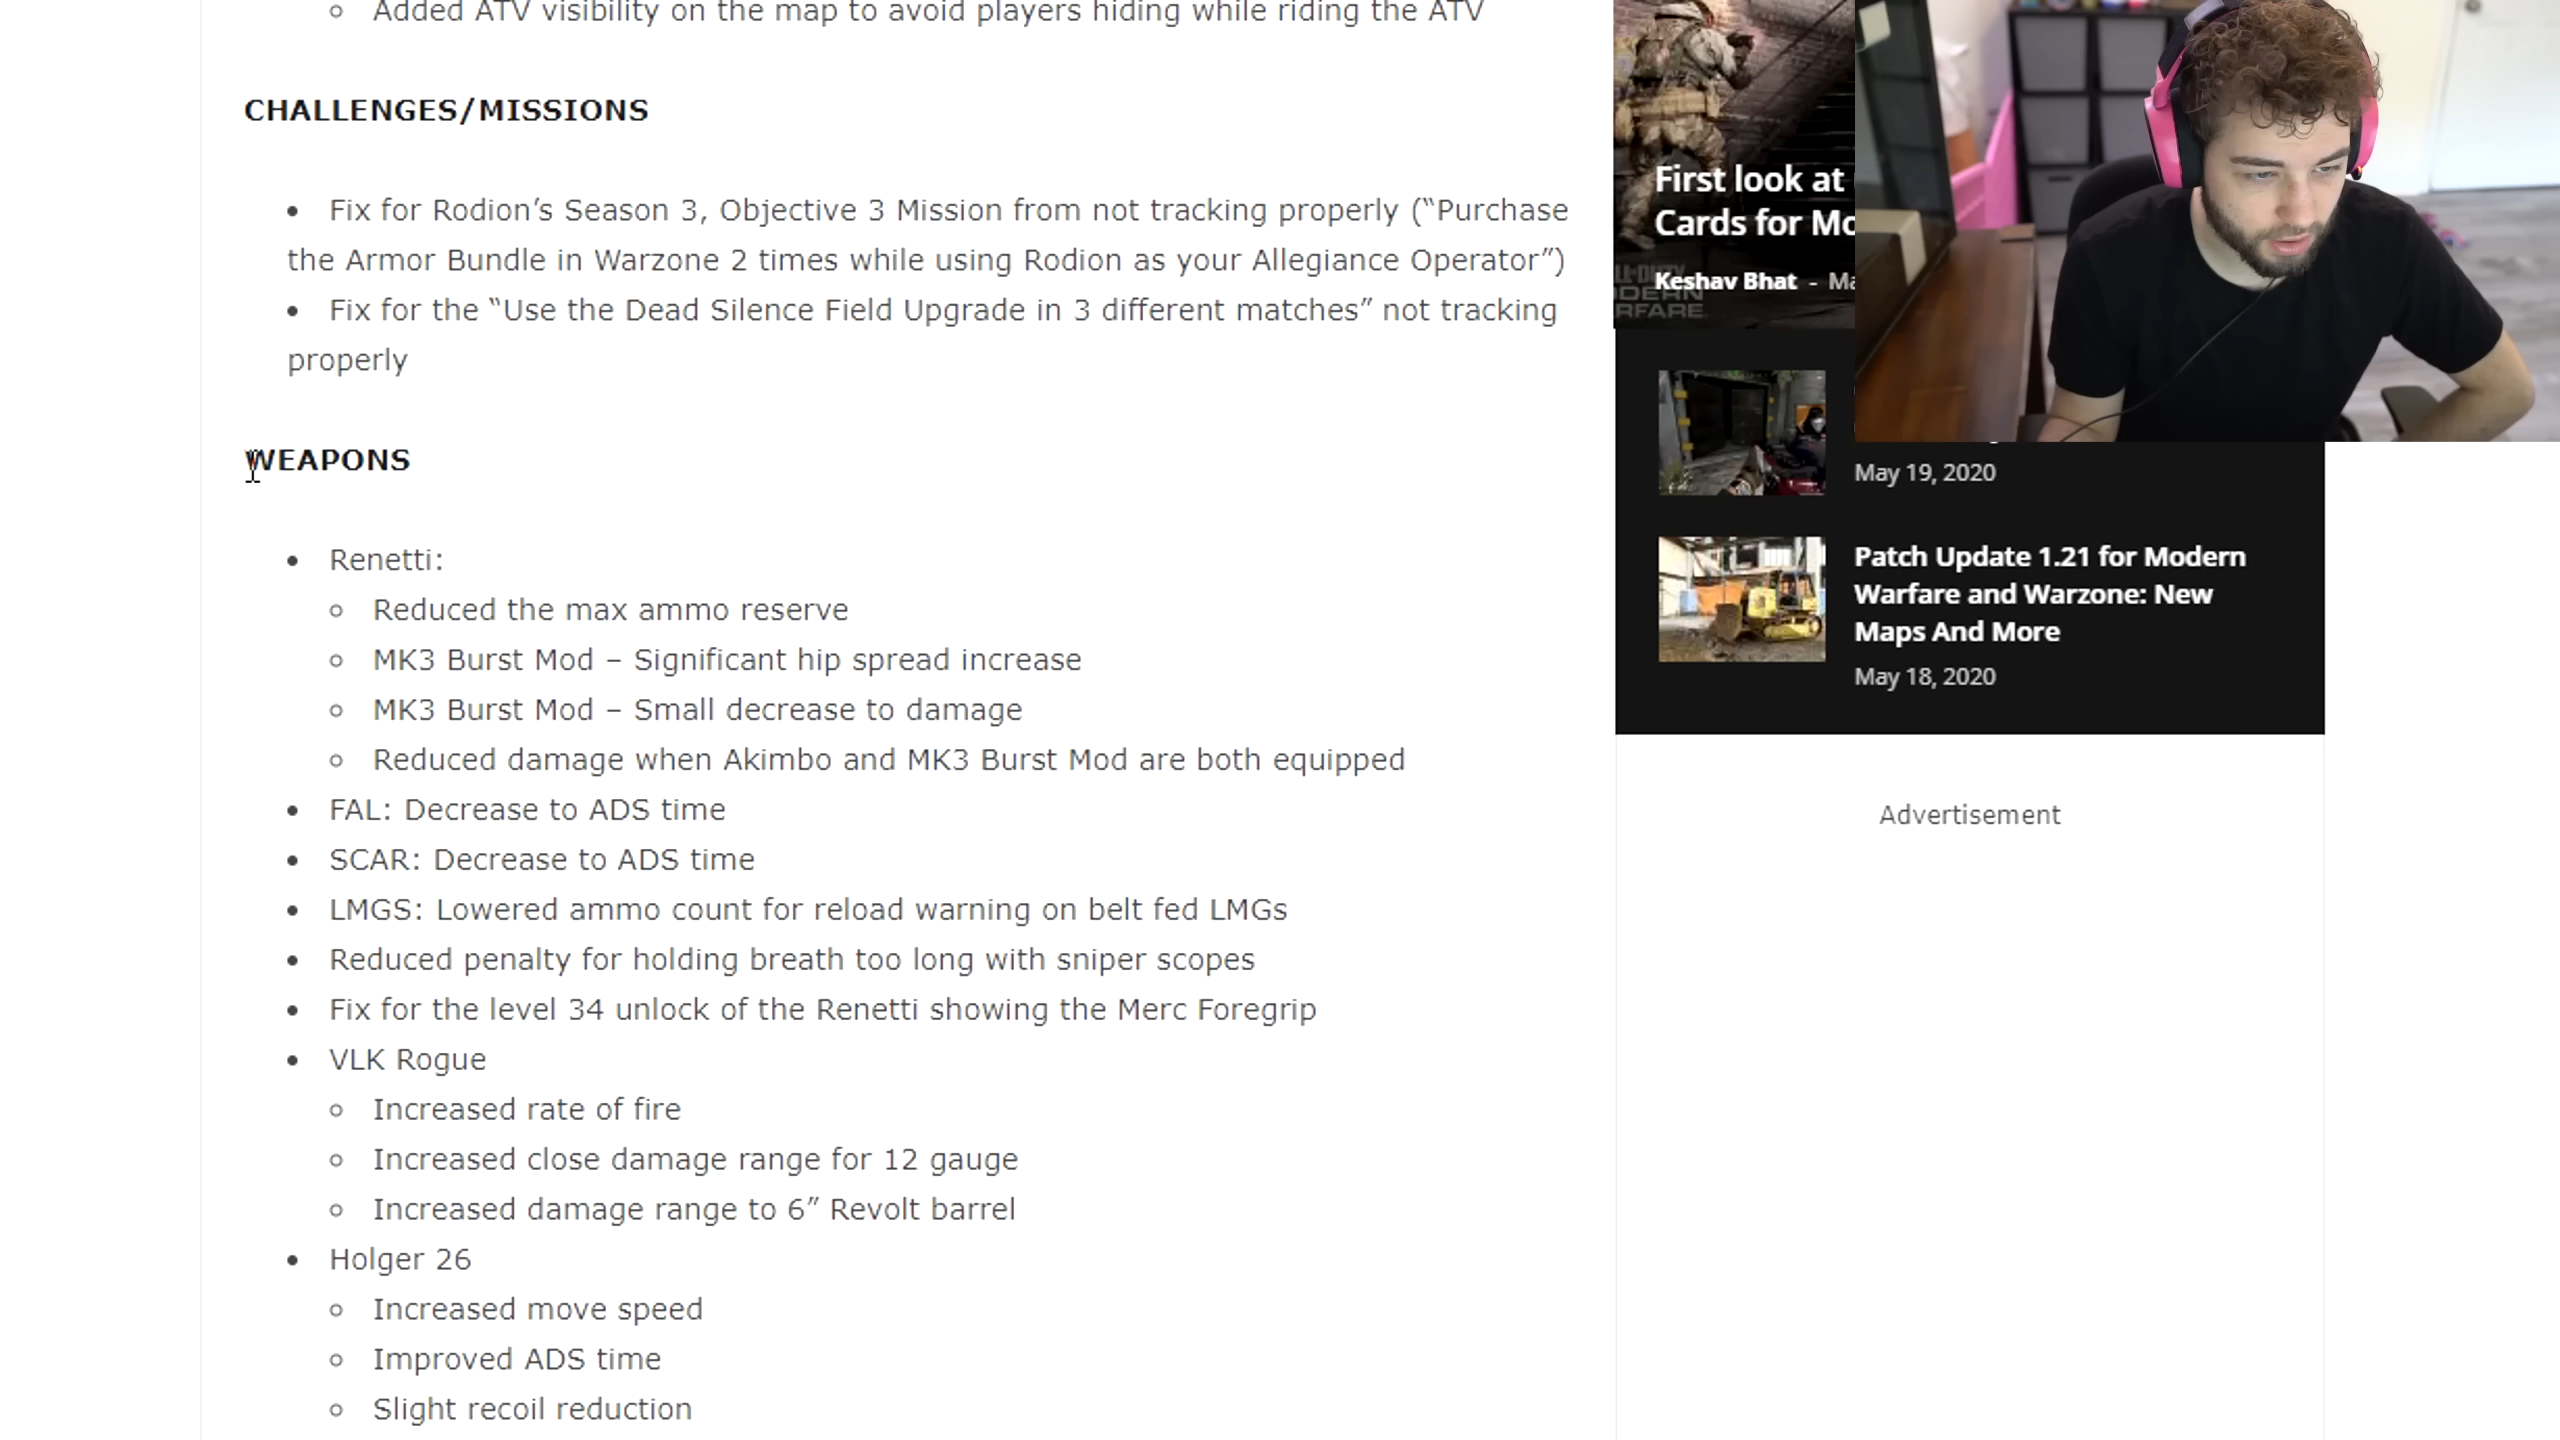 Added ATV visibility on the map to avoid players hiding while riding the ATV
CHALLENGES/MISSIONS
Fix for Rodion’s Season 3, Objective 3 Mission from not tracking properly (“Purchase
the Armor Bundle in Warzone 2 times while using Rodion as your Allegiance Operator”)
Fix for the “Use the Dead Silence Field Upgrade in 3 different matches” not tracking
properly
WEAPONS
Renetti:
Reduced the max ammo reserve
MK3 Burst Mod – Significant hip spread increase
MK3 Burst Mod – Small decrease to damage
Reduced damage when Akimbo and MK3 Burst Mod are both equipped
FAL: Decrease to ADS time
SCAR: Decrease to ADS time
LMGS: Lowered ammo count for reload warning on belt fed LMGs
Reduced penalty for holding breath too long with sniper scopes
Fix for the level 34 unlock of the Renetti showing the Merc Foregrip
VLK Rogue
Increased rate of fire
Increased close damage range for 12 gauge
Increased damage range to 6” Revolt barrel
Holger 26
Increased move speed
Improved ADS time
Slight recoil reduction
First look at
Cards for Mo
Keshav Bhat - Ma
May 19, 2020
Patch Update 1.21 for Modern
Warfare and Warzone: New
Maps And More
May 18, 2020
Advertisement